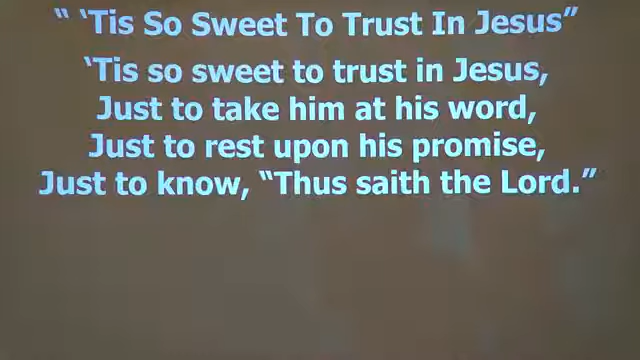 “ ‘Tis So Sweet To Trust In Jesus”
‘Tis so sweet to trust in Jesus,
Just to take him at his word,
Just to rest upon his promise,
Just to know, “Thus saith the Lord.”